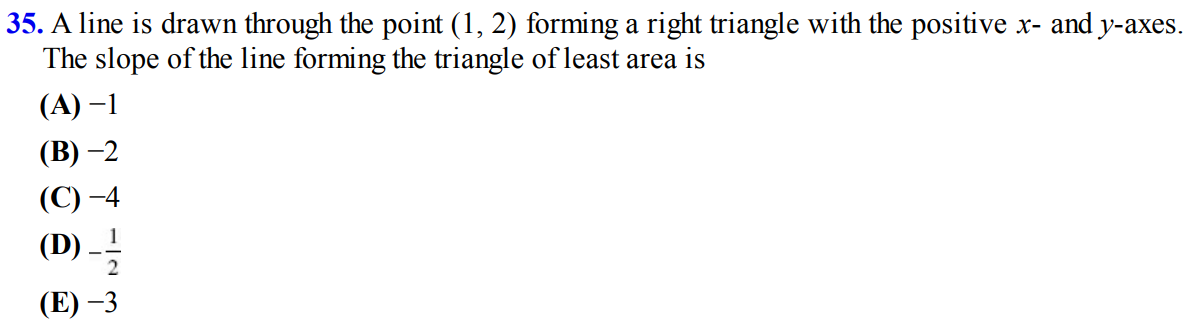 35. A line is drawn through the point (1, 2) forming a right triangle with the positive x- and y-axes.
The slope of the line forming the triangle of least area is
(A) −1
(B) −2
(C) −4
(D) −1/2
(E) −3